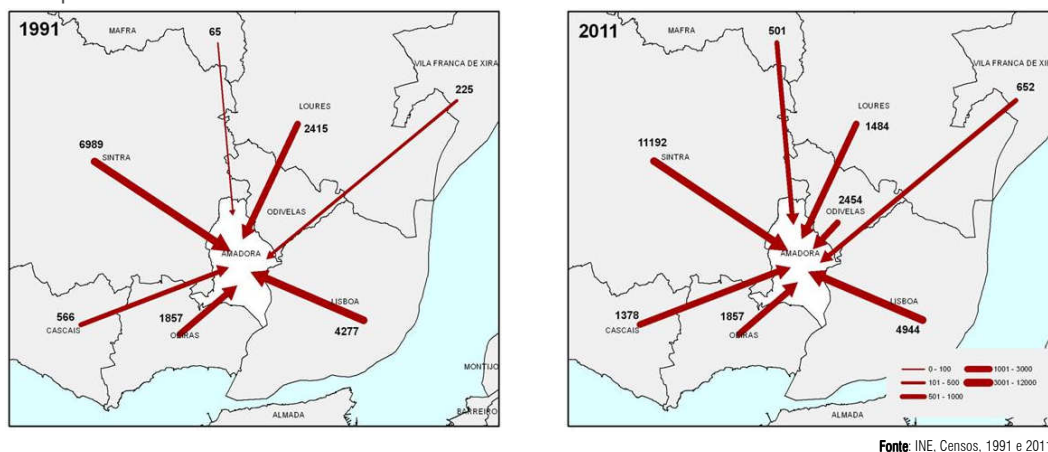 1991
MAFRA
65
VILA FRANCA DE XIRA
225
LOURES
2415
6989
SINTRA
ODIVELAS
AMADORA
LISBOA
566
1857
CASCAIS
OEIRAS
4277
MONTIJO
ALMADA
BARREIRO
2011
MAFRA
501
VILA FRANCA DE XIRA
652
LOURES
1484
11192
SINTRA
2454
ODIVELAS
AMADORA
LISBOA
1378
1857
CASCAIS
OEIRAS
4944
ALMADA
0 - 100
101 - 500
501 - 1000
1001 - 3000
3001 - 12000
Fonte: INE, Censos, 1991 e 2011